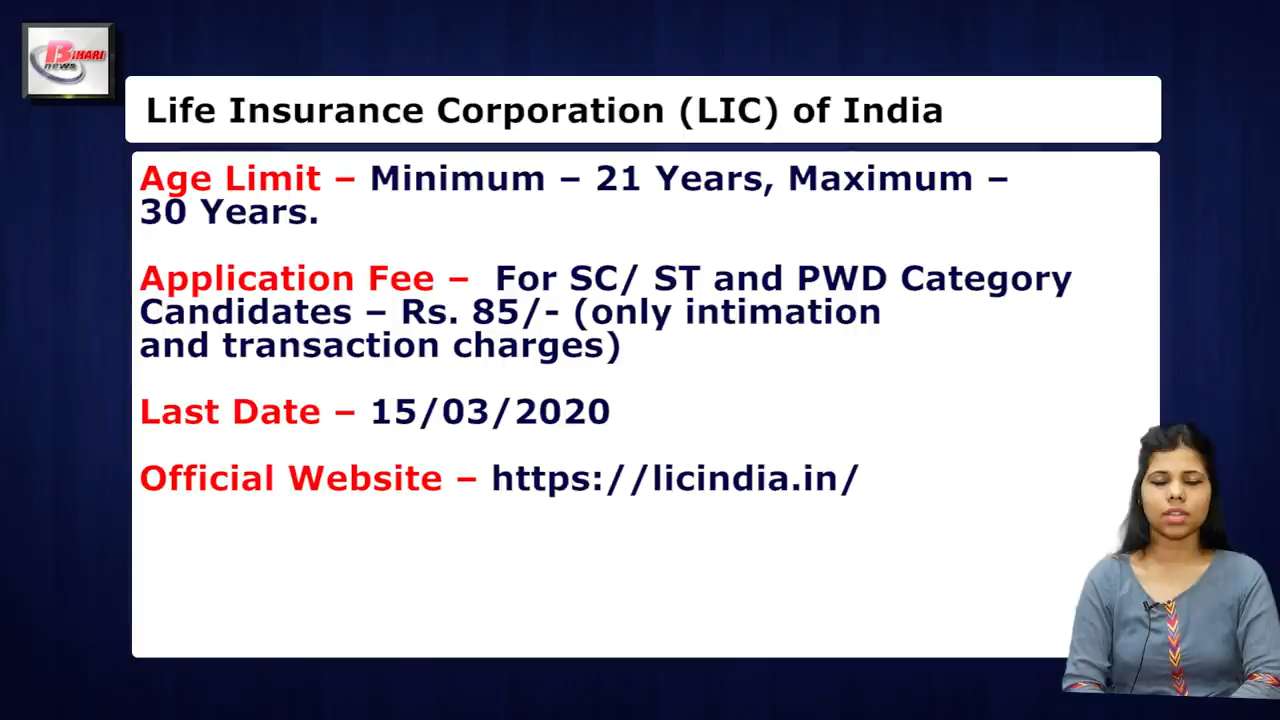 BIHARI
news
Life Insurance Corporation (LIC) of India
Age Limit – Minimum – 21 Years, Maximum –
30 Years.
Application Fee – For SC/ ST and PWD Category
Candidates – Rs. 85/- (only intimation
and transaction charges)
Last Date – 15/03/2020
Official Website – https://licindia.in/